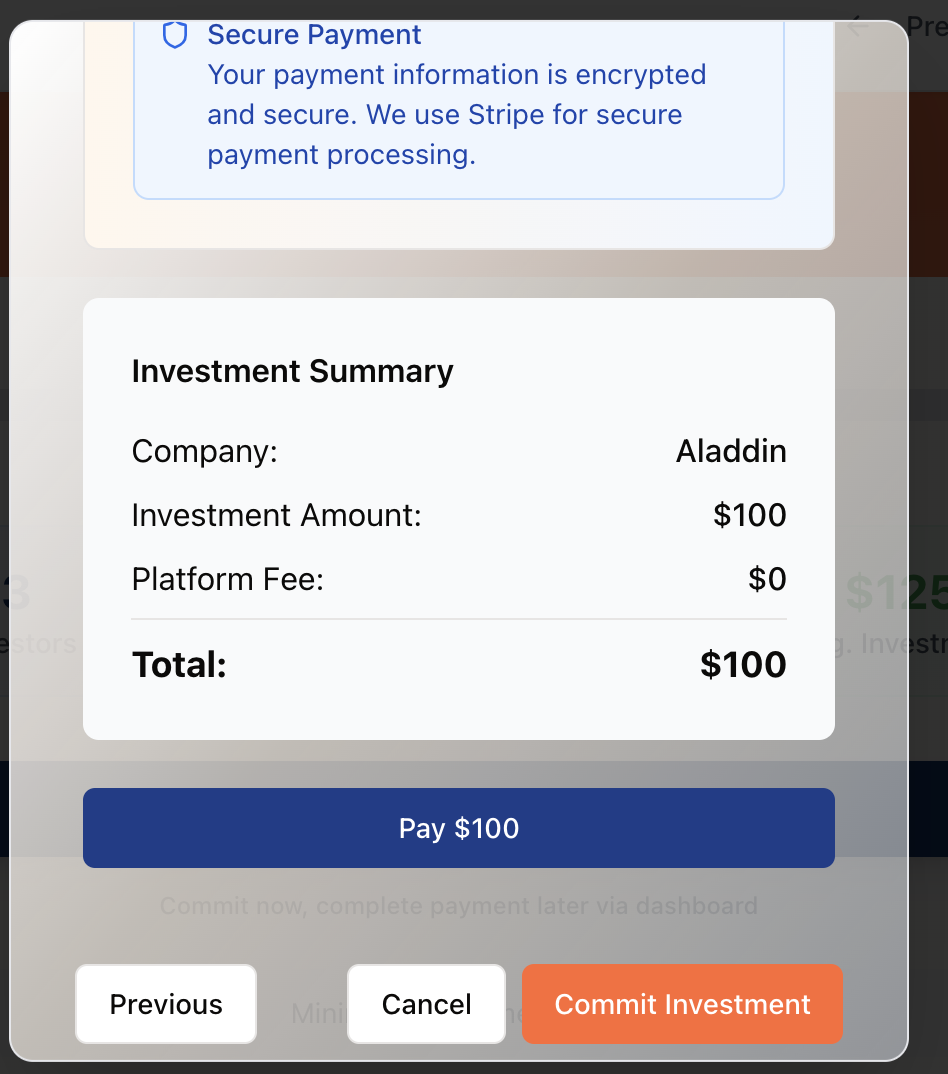 Pre
Secure Payment
Your payment information is encrypted
and secure. We use Stripe for secure
payment processing.
Investment Summary
Company: Aladdin
Investment Amount: $100
Platform Fee: $0
3 $125
estors g. Investr
Total: $100
Pay $100
Commit now, complete payment later via dashboard
Previous Mini Cancel Commit Investment